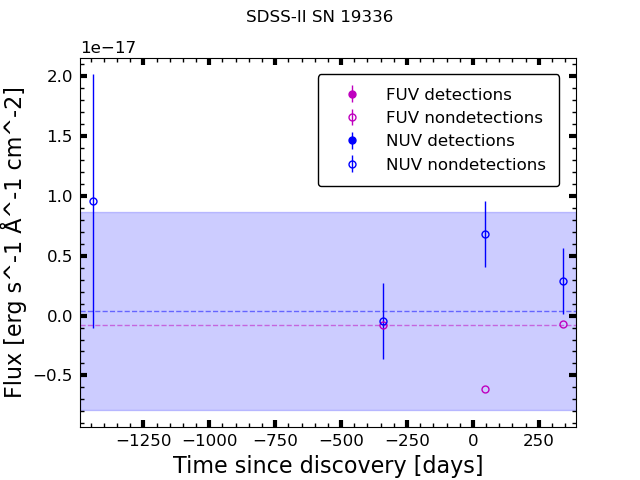 SDSS-II SN 19336
1e−17
FUV detections
FUV nondetections
NUV detections
NUV nondetections
2.0
1.5
1.0
0.5
0.0
−0.5
Flux [erg s^-1 Å^-1 cm^-2]
−1250 −1000 −750 −500 −250 0 250
Time since discovery [days]